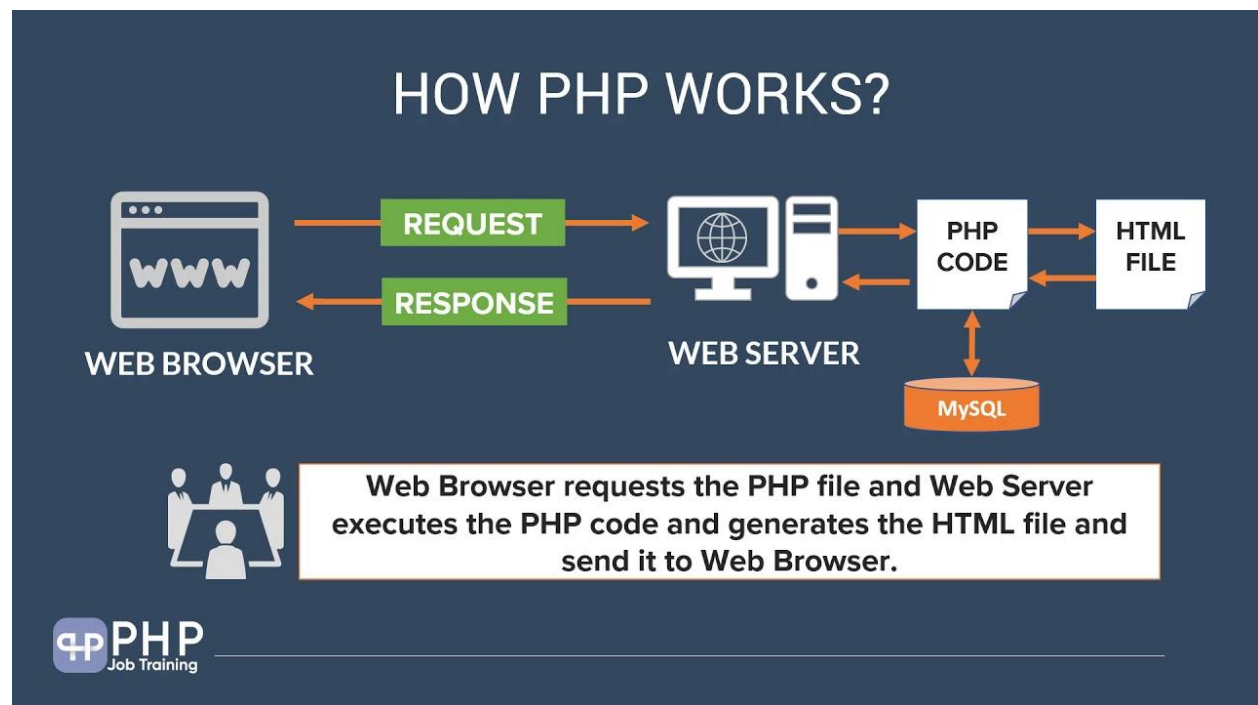 HOW PHP WORKS?
WWW
REQUEST
RESPONSE
WEB BROWSER
WEB SERVER
PHP
CODE
HTML
FILE
MySQL
Web Browser requests the PHP file and Web Server
executes the PHP code and generates the HTML file and
send it to Web Browser.
php PHP
Job Training